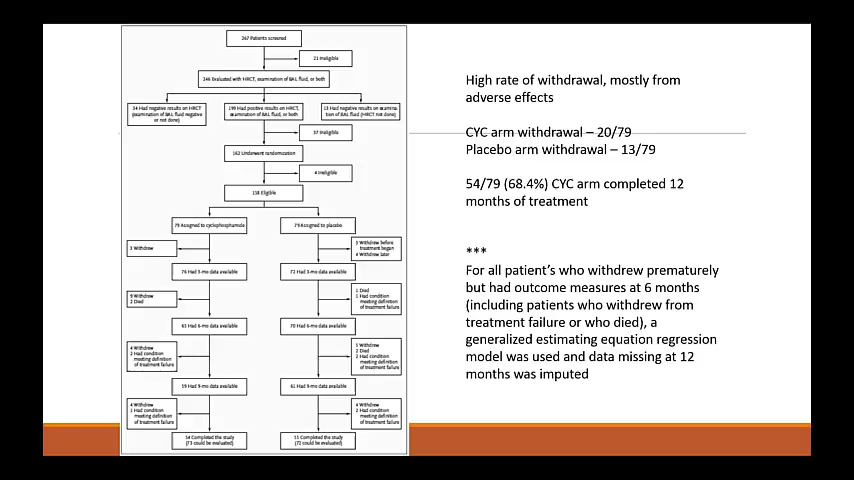 267 Patients screened
21 Ineligible
246 Evaluated with HRCT, examination of BAL fluid, or both
34 Had negative results on HRCT
(examination of BAL fluid negative
or not done)
199 Had positive results on HRCT,
examination of BAL fluid, or both
13 Had negative results on examina-
tion of BAL fluid (HRCT not done)
37 Ineligible
162 Underwent randomization
4 Ineligible
158 Eligible
79 Assigned to cyclophosphamide
79 Assigned to placebo
3 Withdrew
3 Withdrew before
treatment began
4 Withdrew later
76 Had 3-mo data available
72 Had 3-mo data available
9 Withdrew
2 Died
1 Died
1 Had condition
meeting definition
of treatment failure
65 Had 6-mo data available
70 Had 6-mo data available
4 Withdrew
2 Had condition
meeting definition
of treatment failure
5 Withdrew
2 Died
2 Had condition
meeting definition
of treatment failure
59 Had 9-mo data available
61 Had 9-mo data available
4 Withdrew
1 Had condition
meeting definition
of treatment failure
4 Withdrew
2 Had condition
meeting definition
of treatment failure
54 Completed the study
(73 could be evaluated)
55 Completed the study
(72 could be evaluated)
High rate of withdrawal, mostly from
adverse effects
CYC arm withdrawal – 20/79
Placebo arm withdrawal – 13/79
54/79 (68.4%) CYC arm completed 12
months of treatment
***
For all patient's who withdrew prematurely
but had outcome measures at 6 months
(including patients who withdrew from
treatment failure or who died), a
generalized estimating equation regression
model was used and data missing at 12
months was imputed